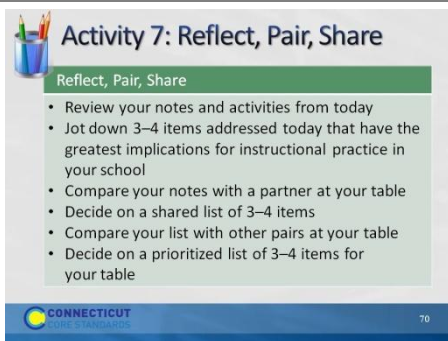 Activity 7: Reflect, Pair, Share
Reflect, Pair, Share
• Review your notes and activities from today
• Jot down 3–4 items addressed today that have the
greatest implications for instructional practice in
your school
• Compare your notes with a partner at your table
• Decide on a shared list of 3–4 items
• Compare your list with other pairs at your table
• Decide on a prioritized list of 3–4 items for
your table
CONNECTICUT
CORE STANDARDS
70